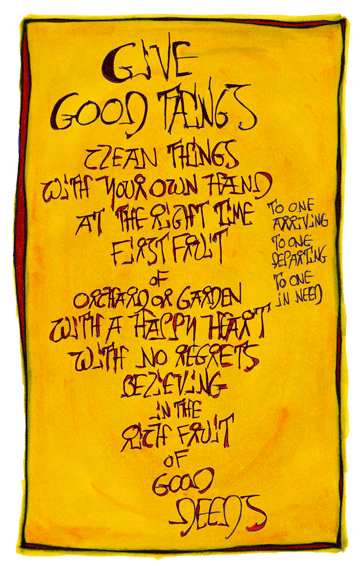 GIVE
GOOD THINGS
CLEAN THINGS
WITH YOUR OWN HAND
AT THE RIGHT TIME
FIRST FRUIT
OF
ORCHARD OR GARDEN
WITH A HAPPY HEART
WITH NO REGRETS
BELIEVING
IN THE
RICH FRUIT
OF
GOOD
DEEDS
TO ONE
ARRIVING
TO ONE
DEPARTING
TO ONE
IN NEED